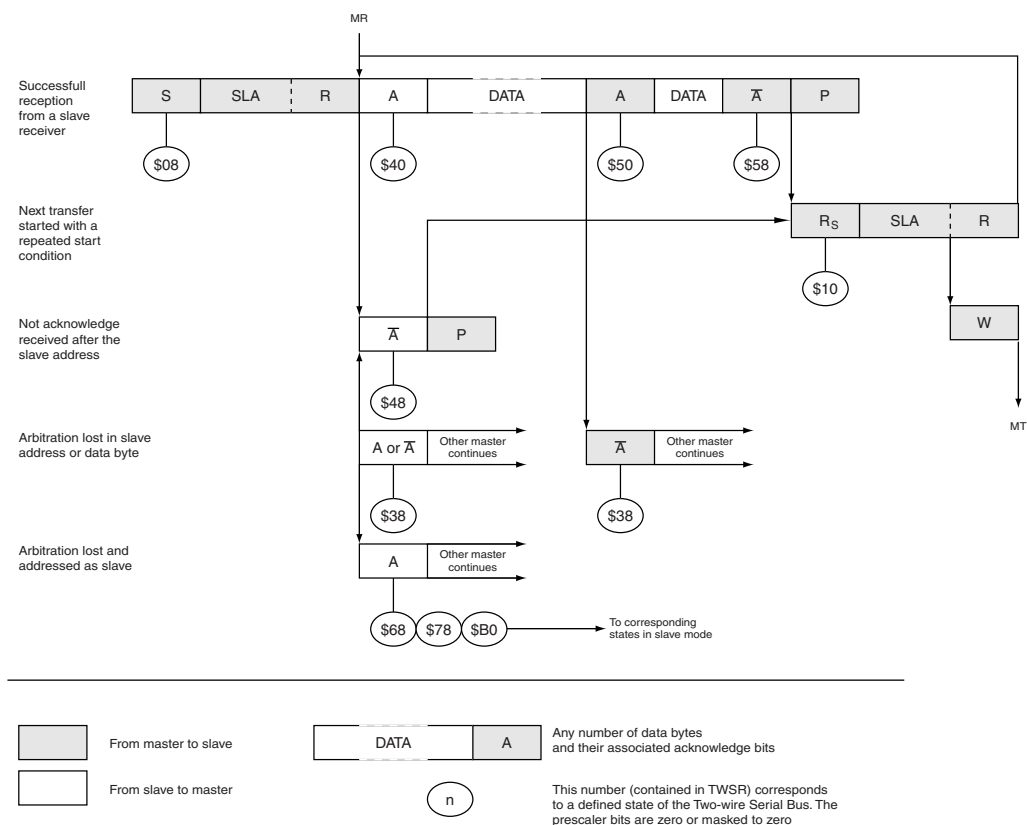 MR
Successfull
reception
from a slave
receiver
S SLA R A DATA A DATA A̅ P
$08 $40 $50 $58
Next transfer
started with a
repeated start
condition
RS SLA R
$10
Not acknowledge
received after the
slave address
A̅ P
W
$48
MT
Arbitration lost in slave
address or data byte
A or A̅
Other master
continues
A̅
Other master
continues
$38 $38
Arbitration lost and
addressed as slave
A
Other master
continues
$68 $78 $B0
To corresponding
states in slave mode
From master to slave
DATA A
Any number of data bytes
and their associated acknowledge bits
From slave to master
n
This number (contained in TWSR) corresponds
to a defined state of the Two-wire Serial Bus. The
prescaler bits are zero or masked to zero